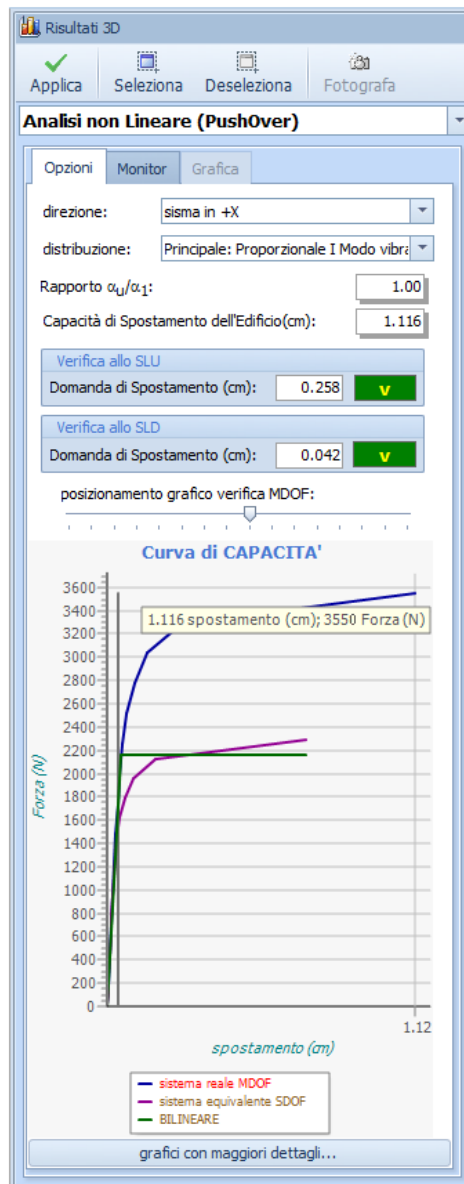 Risultati 3D
Applica Seleziona Deseleziona Fotografa
Analisi non Lineare (PushOver)
Opzioni Monitor Grafica
direzione: sisma in +X
distribuzione: Principale: Proporzionale I Modo vibra
Rapporto αu/α1: 1.00
Capacità di Spostamento dell'Edificio(cm): 1.116
Verifica allo SLU
Domanda di Spostamento (cm): 0.258 v
Verifica allo SLD
Domanda di Spostamento (cm): 0.042 v
posizionamento grafico verifica MDOF:
Curva di CAPACITA'
3600
3400
1.116 spostamento (cm); 3550 Forza (N)
3200
3000
2800
2600
2400
2200
2000
1800
1600
1400
1200
1000
800
600
400
200
0
Forza (N)
1.12
spostamento (cm)
sistema reale MDOF
sistema equivalente SDOF
BILINEARE
grafici con maggiori dettagli...